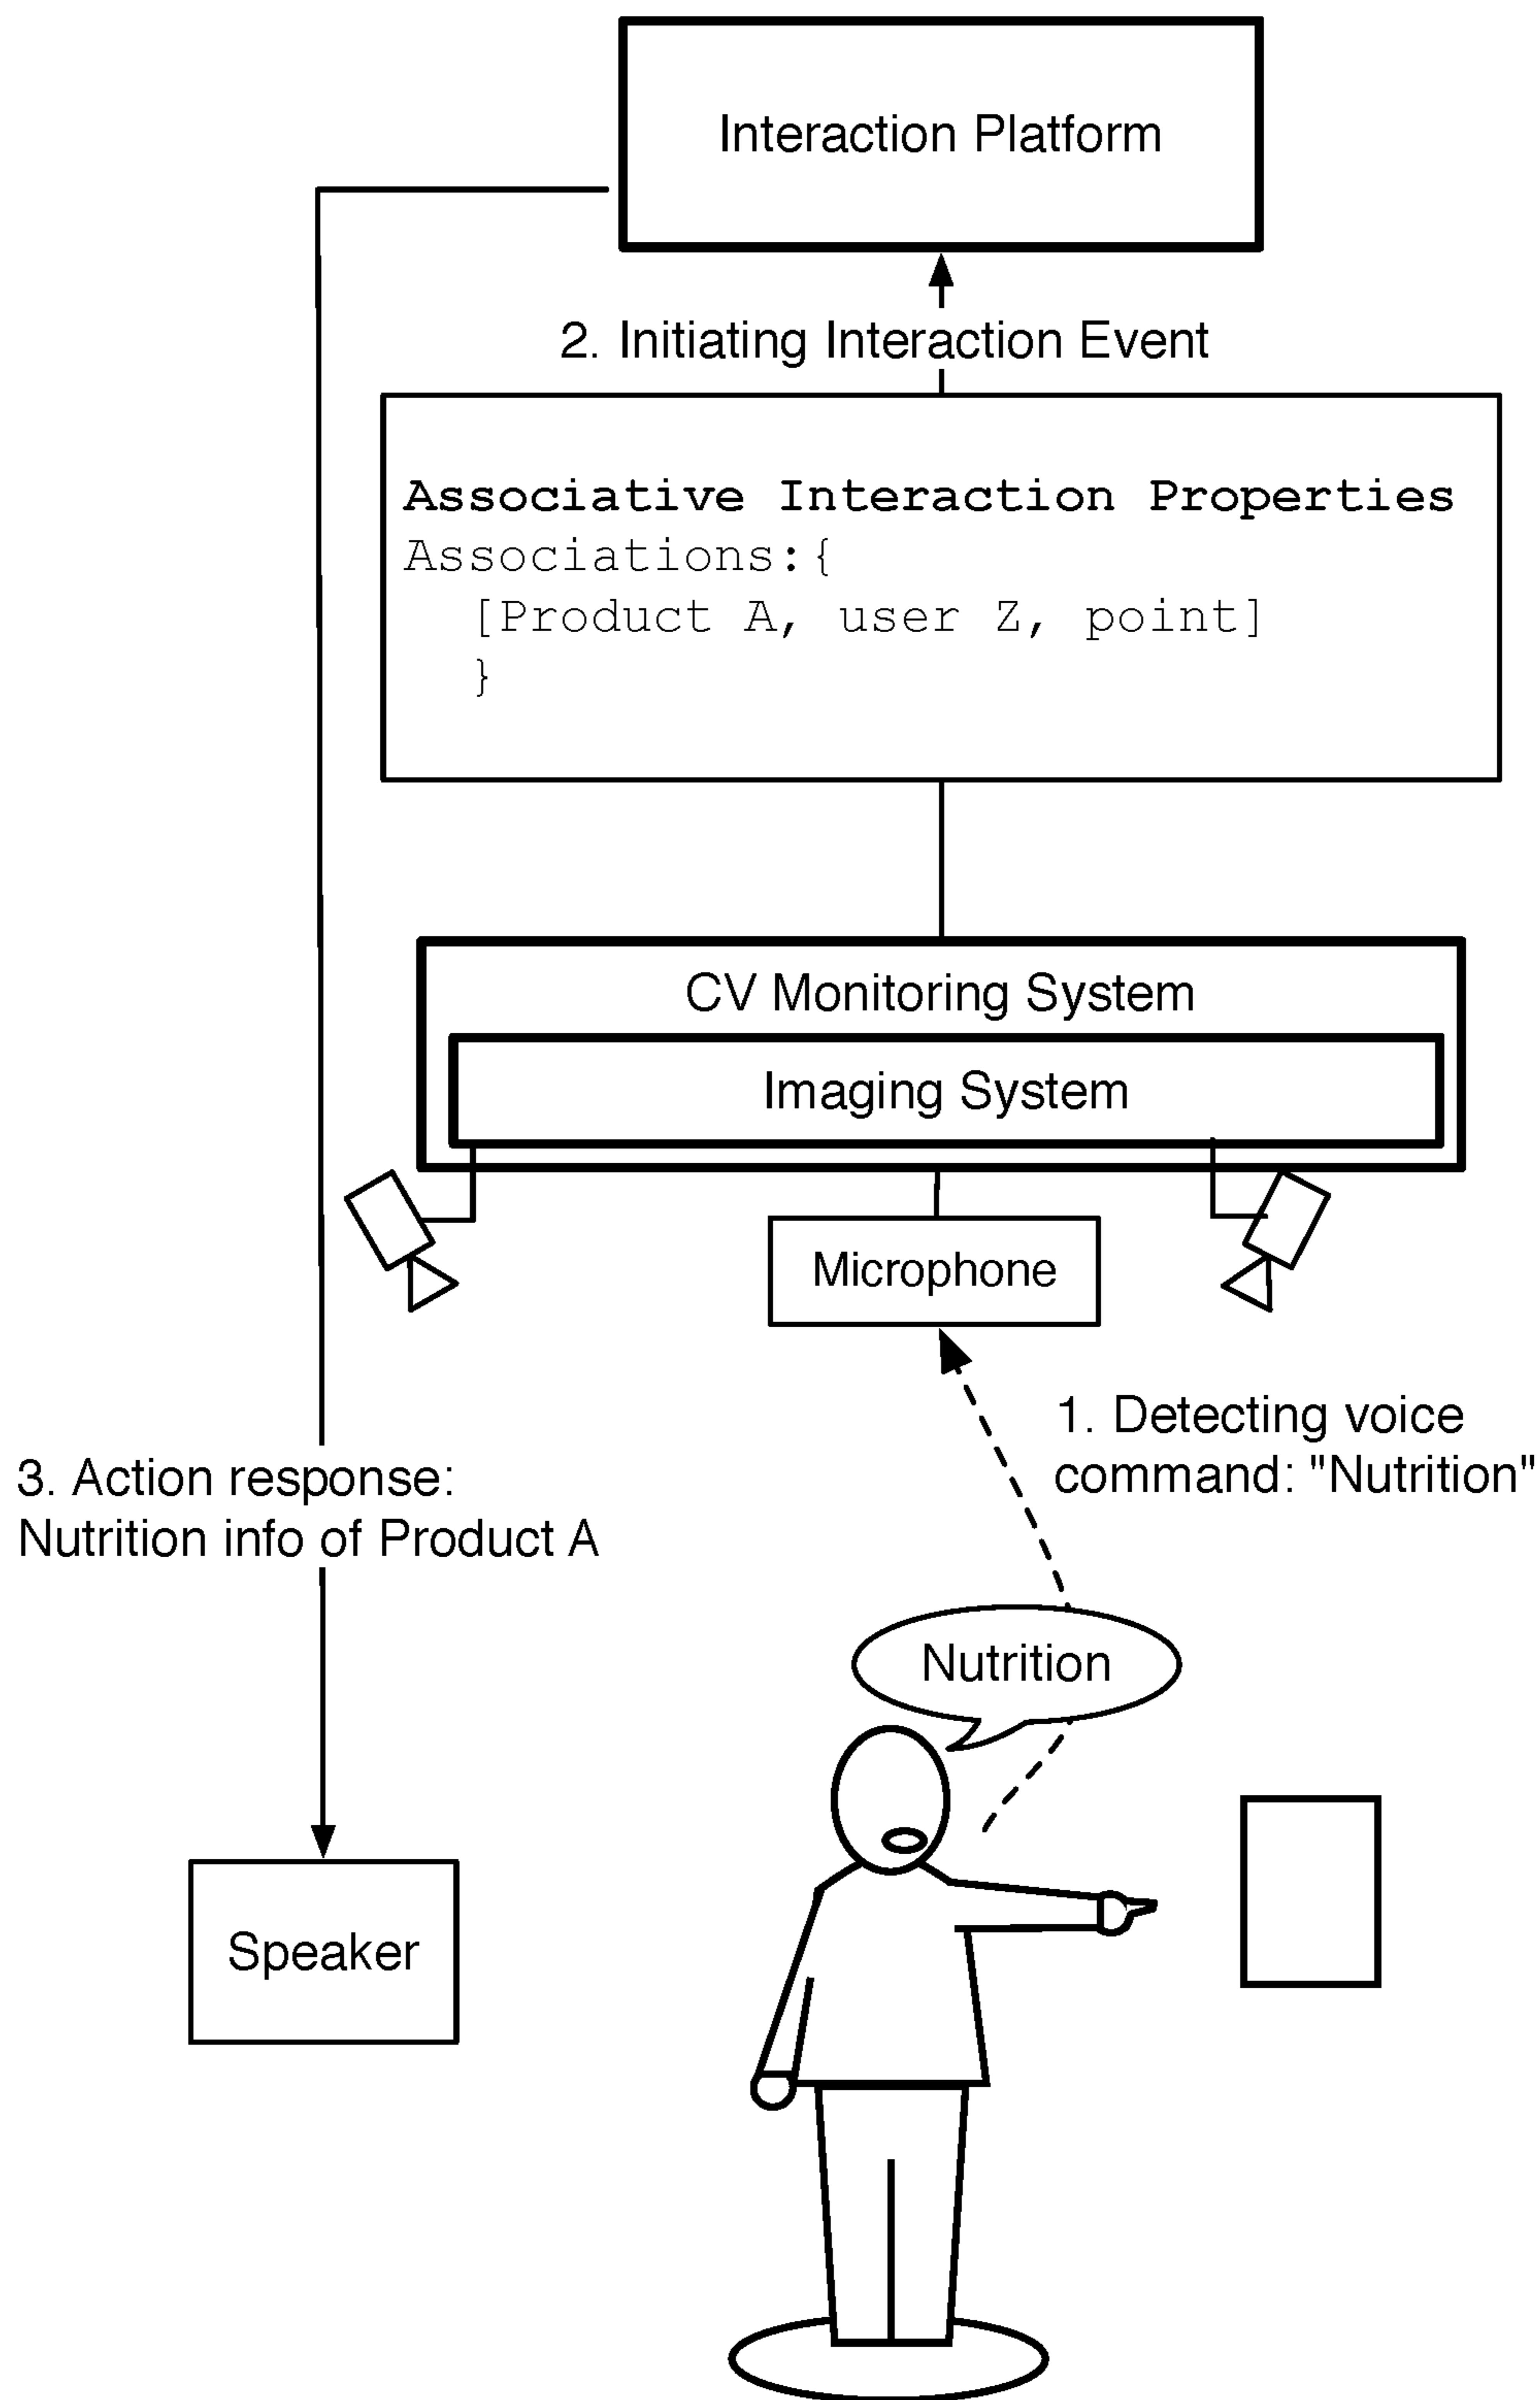 Interaction Platform
2. Initiating Interaction Event
Associative Interaction Properties
Associations:{
[Product A, user Z, point]
}
CV Monitoring System
Imaging System
Microphone
1. Detecting voice
command: "Nutrition"
3. Action response:
Nutrition info of Product A
Nutrition
Speaker